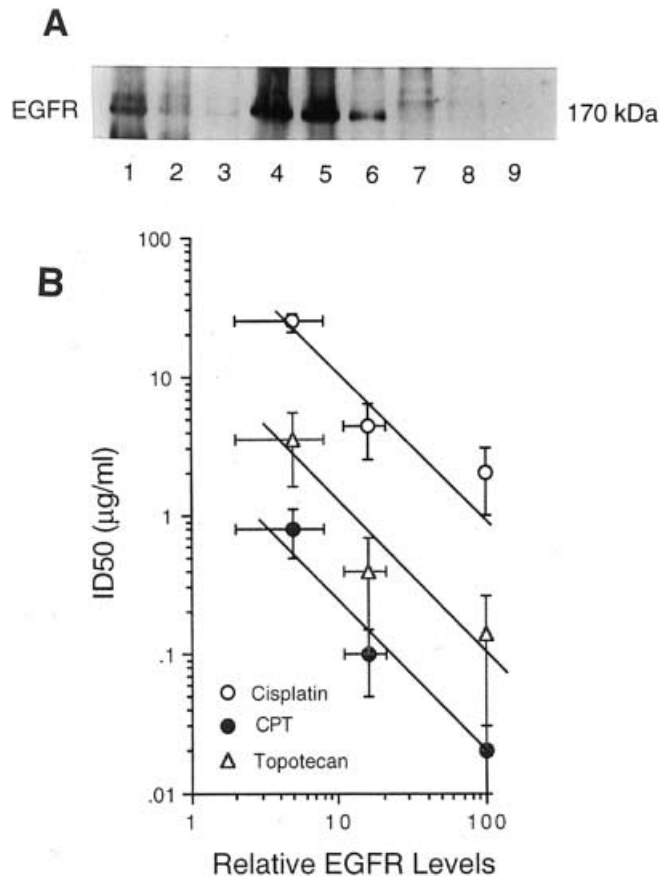 A
EGFR
170 kDa
1 2 3 4 5 6 7 8 9
B
100
10
1
.1
.01
ID50 (µg/ml)
Cisplatin
CPT
Topotecan
1 10 100
Relative EGFR Levels